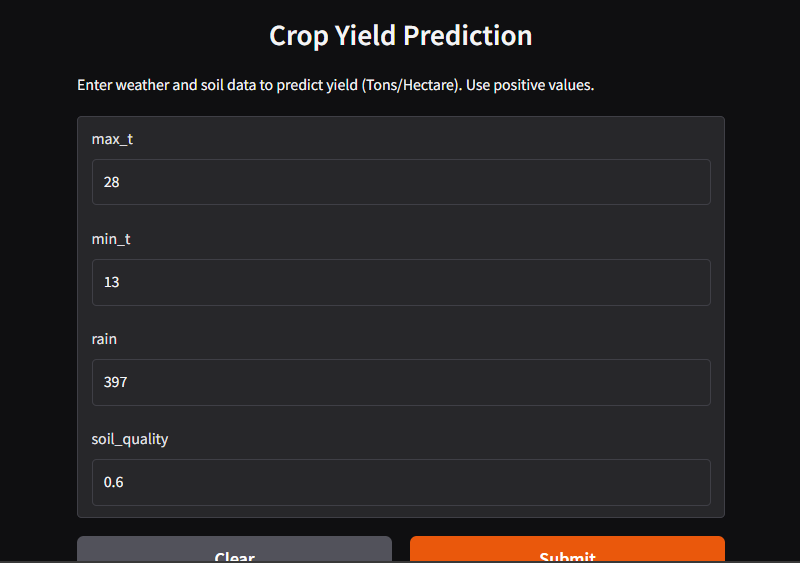 Crop Yield Prediction
Enter weather and soil data to predict yield (Tons/Hectare). Use positive values.
max_t
28
min_t
13
rain
397
soil_quality
0.6
Clear Submit